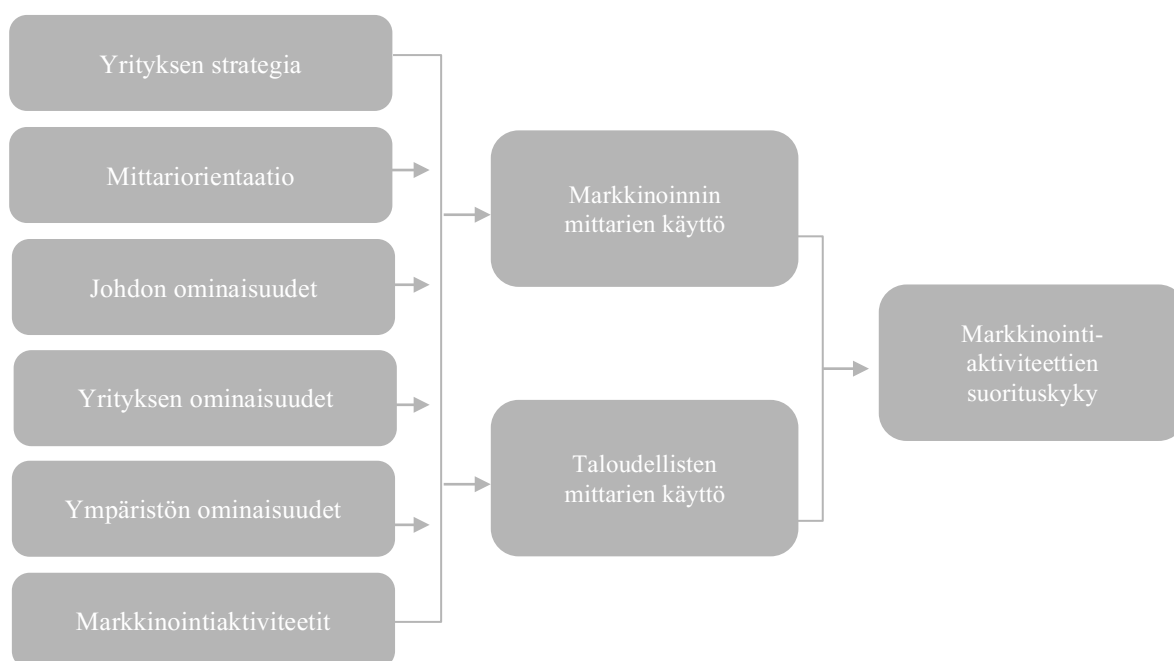 Yrityksen strategia
Mittariorientaatio
Johdon ominaisuudet
Yrityksen ominaisuudet
Ympäristön ominaisuudet
Markkinointiaktiviteetit
Markkinoinnin
mittarien käyttö
Taloudellisten
mittarien käyttö
Markkinointi-
aktiviteettien
suorituskyky